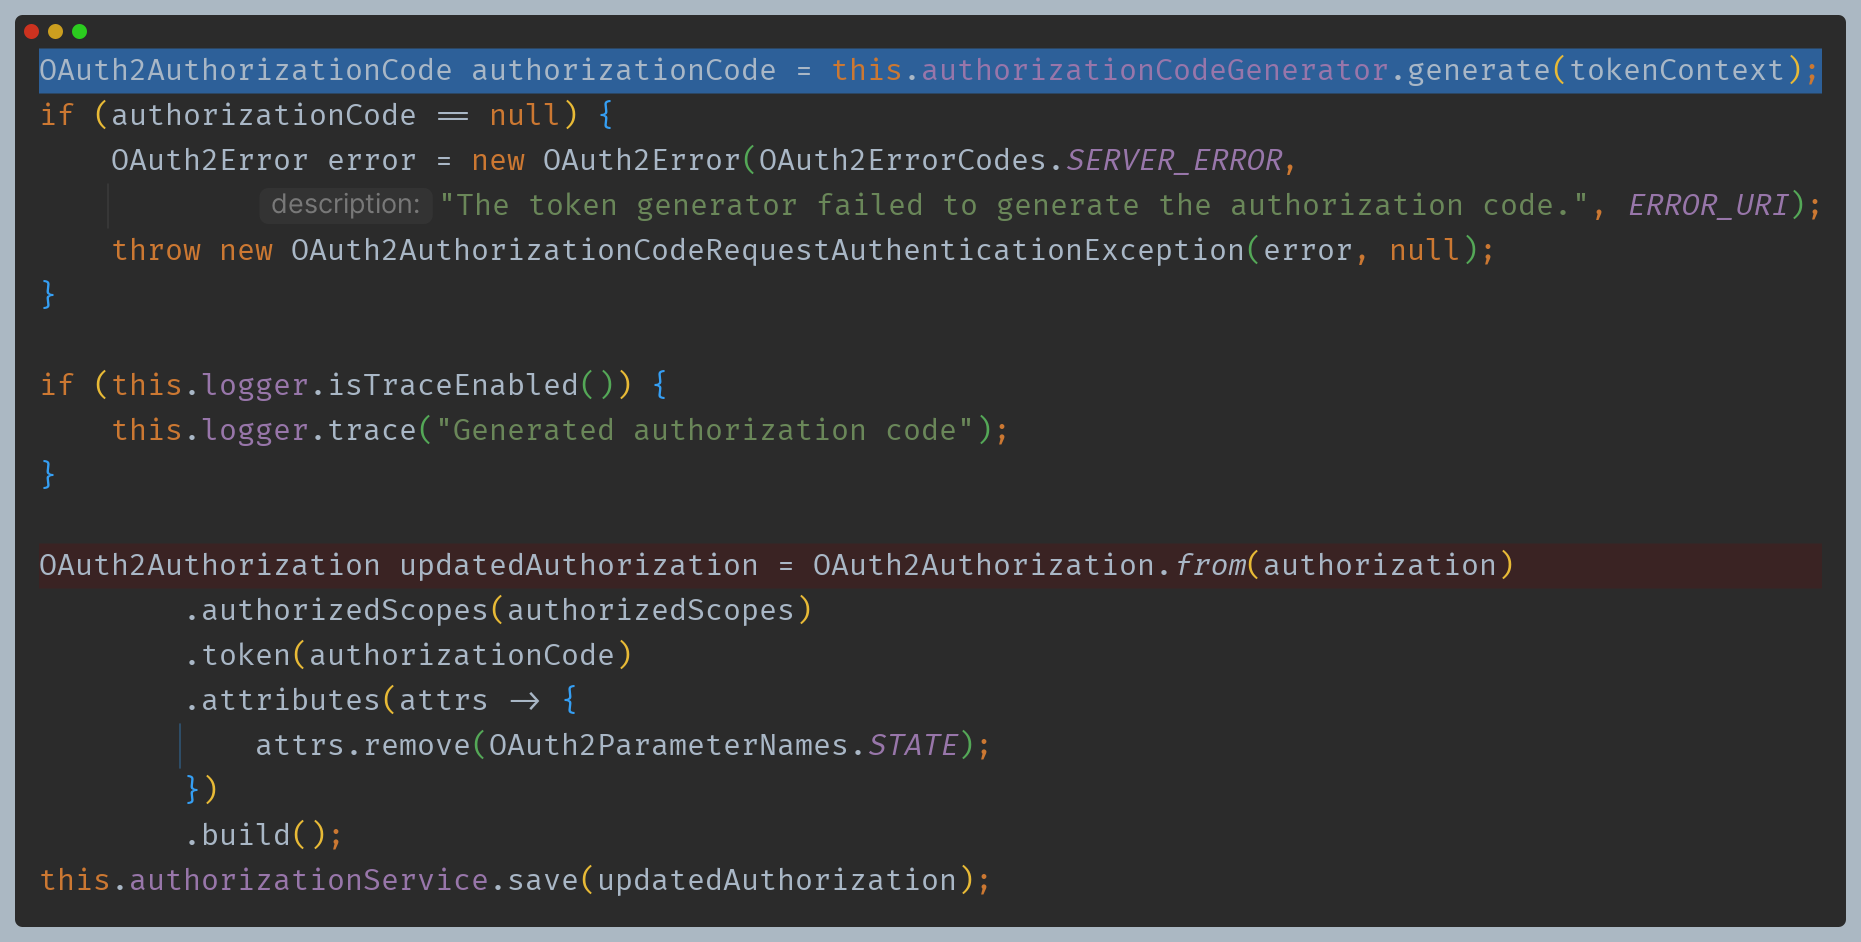 OAuth2AuthorizationCode authorizationCode = this.authorizationCodeGenerator.generate(tokenContext);
if (authorizationCode == null) {
    OAuth2Error error = new OAuth2Error(OAuth2ErrorCodes.SERVER_ERROR,
            description: "The token generator failed to generate the authorization code.", ERROR_URI);
    throw new OAuth2AuthorizationCodeRequestAuthenticationException(error, null);
}

if (this.logger.isTraceEnabled()) {
    this.logger.trace("Generated authorization code");
}

OAuth2Authorization updatedAuthorization = OAuth2Authorization.from(authorization)
        .authorizedScopes(authorizedScopes)
        .token(authorizationCode)
        .attributes(attrs -> {
            attrs.remove(OAuth2ParameterNames.STATE);
        })
        .build();
this.authorizationService.save(updatedAuthorization);